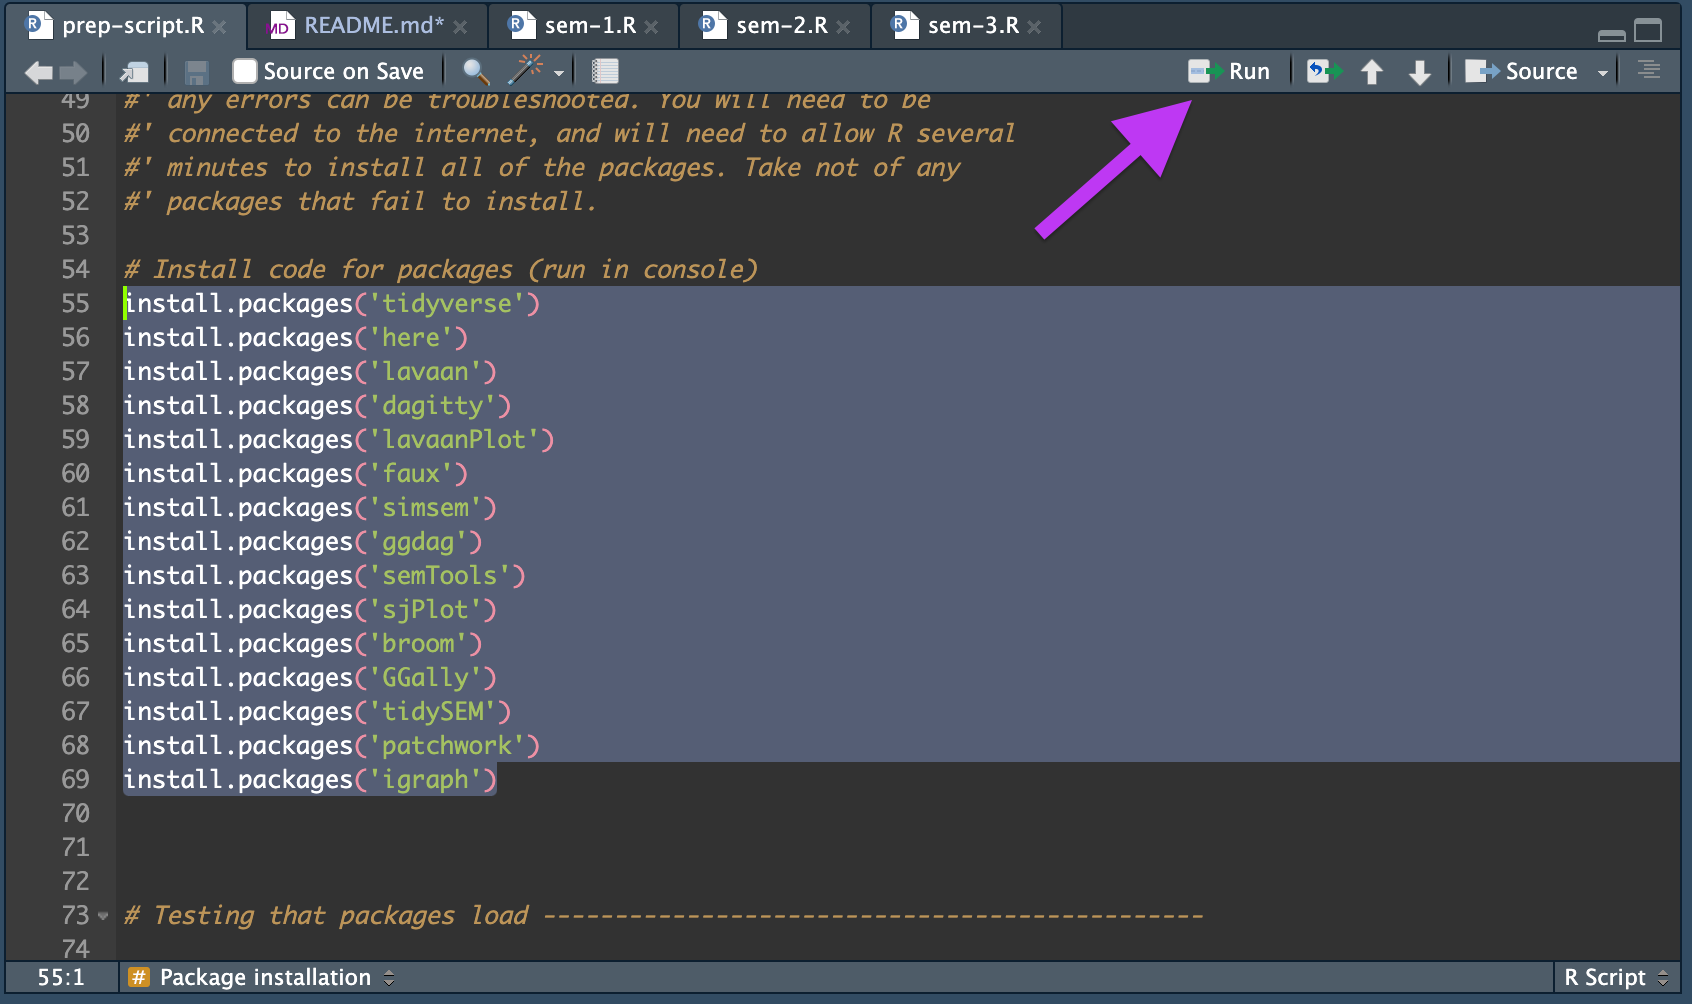 prep-script.R README.md* sem-1.R sem-2.R sem-3.R
Source on Save Run Source
49 #' any errors can be troubleshooted. You will need to be
50 #' connected to the internet, and will need to allow R several
51 #' minutes to install all of the packages. Take not of any
52 #' packages that fail to install.
53
54 # Install code for packages (run in console)
55 install.packages('tidyverse')
56 install.packages('here')
57 install.packages('lavaan')
58 install.packages('dagitty')
59 install.packages('lavaanPlot')
60 install.packages('faux')
61 install.packages('simsem')
62 install.packages('ggdag')
63 install.packages('semTools')
64 install.packages('sjPlot')
65 install.packages('broom')
66 install.packages('GGally')
67 install.packages('tidySEM')
68 install.packages('patchwork')
69 install.packages('igraph')
70
71
72
73 # Testing that packages load ----------------------------------------------
74
55:1 # Package installation R Script